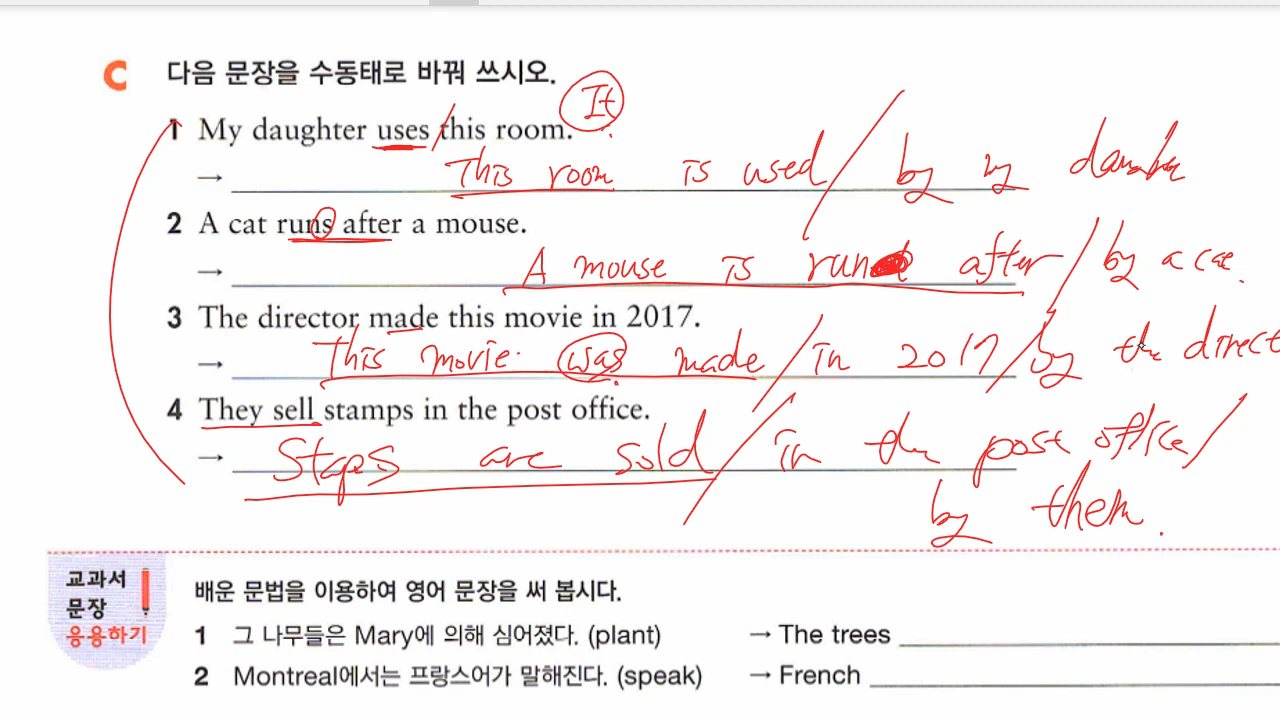 C 다음 문장을 수동태로 바꿔 쓰시오.
It
1 My daughter uses this room.
→ This room is used by my daughter
2 A cat runs after a mouse.
→ A mouse is run after by a cat.
3 The director made this movie in 2017.
→ This movie was made in 2017 by the direct
4 They sell stamps in the post office.
→ Staps are sold in the post office
by them.
교과서
문장
응용하기
배운 문법을 이용하여 영어 문장을 써 봅시다.
1 그 나무들은 Mary에 의해 심어졌다. (plant) → The trees
2 Montreal에서는 프랑스어가 말해진다. (speak) → French